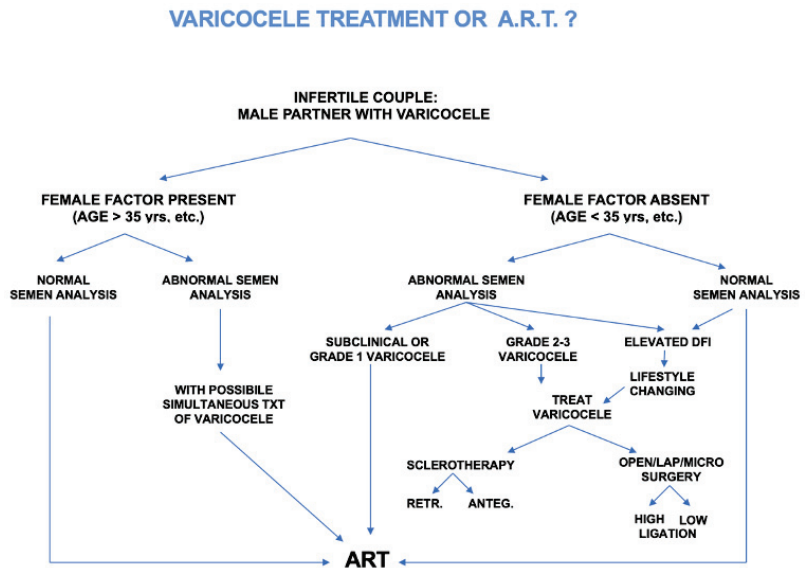 VARICOCELE TREATMENT OR A.R.T. ?
INFERTILE COUPLE:
MALE PARTNER WITH VARICOCELE
FEMALE FACTOR PRESENT
(AGE > 35 yrs, etc.)
FEMALE FACTOR ABSENT
(AGE < 35 yrs, etc.)
NORMAL
SEMEN ANALYSIS
ABNORMAL SEMEN
ANALYSIS
ABNORMAL SEMEN
ANALYSIS
NORMAL
SEMEN ANALYSIS
SUBCLINICAL OR
GRADE 1 VARICOCELE
GRADE 2-3
VARICOCELE
ELEVATED DFI
WITH POSSIBILE
SIMULTANEOUS TXT
OF VARICOCELE
LIFESTYLE
CHANGING
TREAT
VARICOCELE
SCLEROTHERAPY
OPEN/LAP/MICRO
SURGERY
RETR.
ANTEG.
HIGH LOW
LIGATION
ART